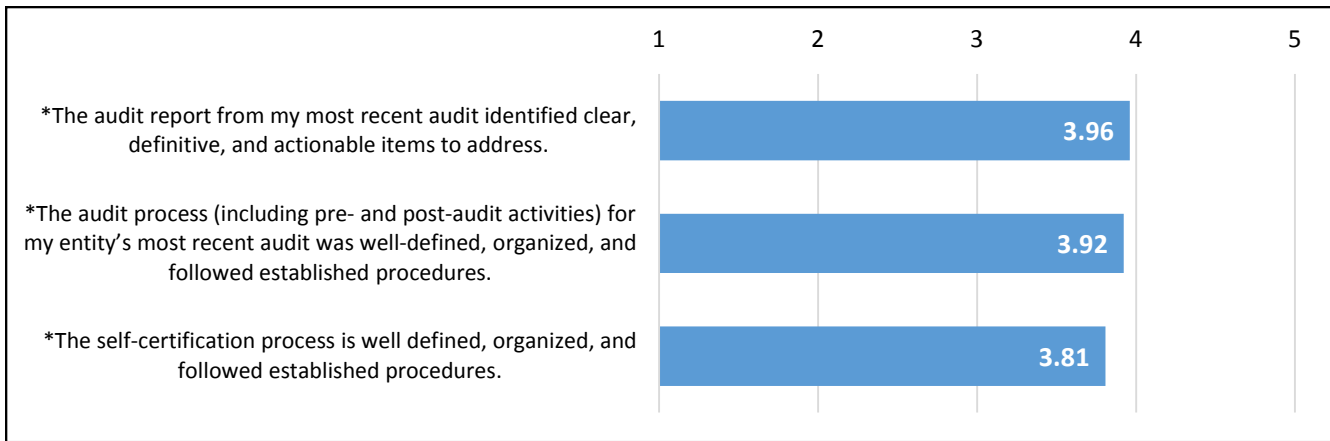 1 2 3 4 5
*The audit report from my most recent audit identified clear,
definitive, and actionable items to address.
3.96
*The audit process (including pre- and post-audit activities) for
my entity’s most recent audit was well-defined, organized, and
followed established procedures.
3.92
*The self-certification process is well defined, organized, and
followed established procedures.
3.81